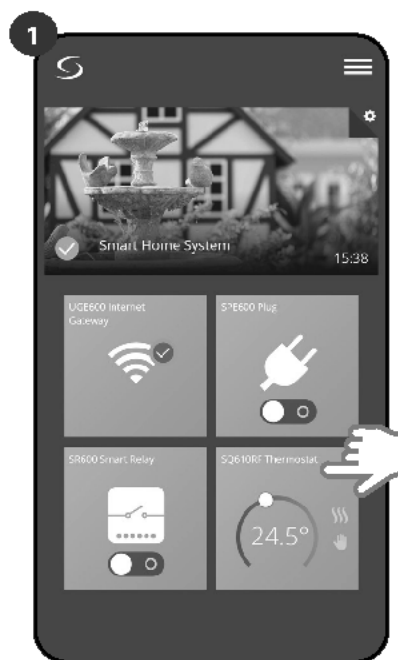 1
Smart Home System
15:38
UGE600 Internet
Gateway
SPE600 Plug
SR600 Smart Relay
SQ610RF Thermostat
24.5°